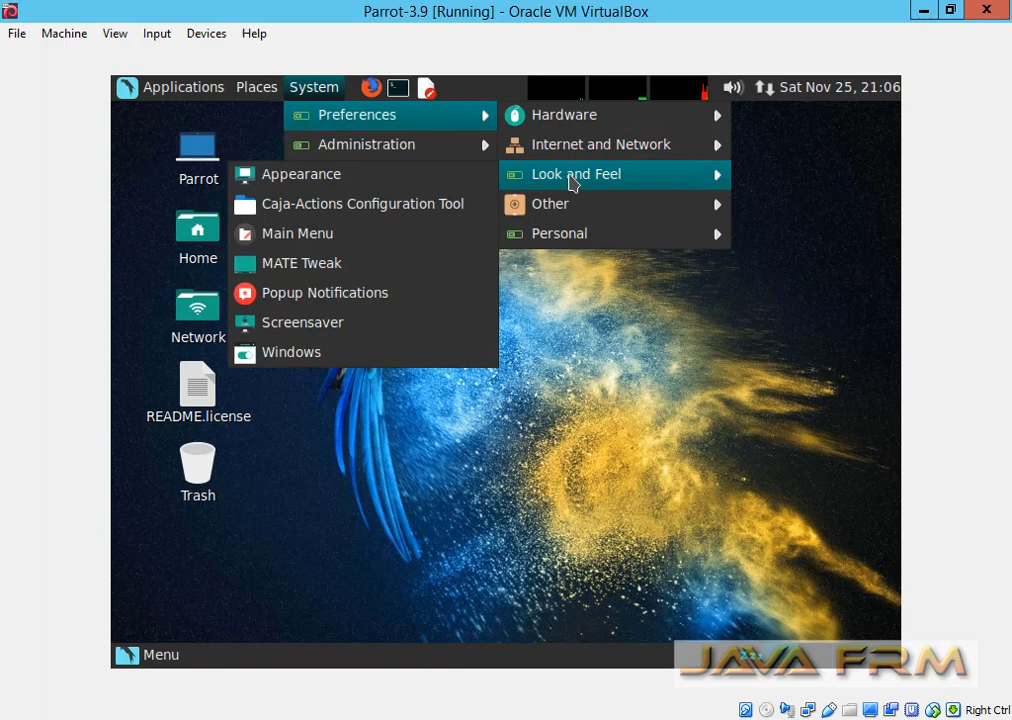 Parrot-3.9 [Running] - Oracle VM VirtualBox
File Machine View Input Devices Help
Applications Places System Sat Nov 25, 21:06
Preferences
Administration
Hardware
Internet and Network
Look and Feel
Other
Personal
Appearance
Caja-Actions Configuration Tool
Main Menu
MATE Tweak
Popup Notifications
Screensaver
Windows
Parrot
Home
Network
README.license
Trash
Menu
JAVA FRM
Right Ctrl